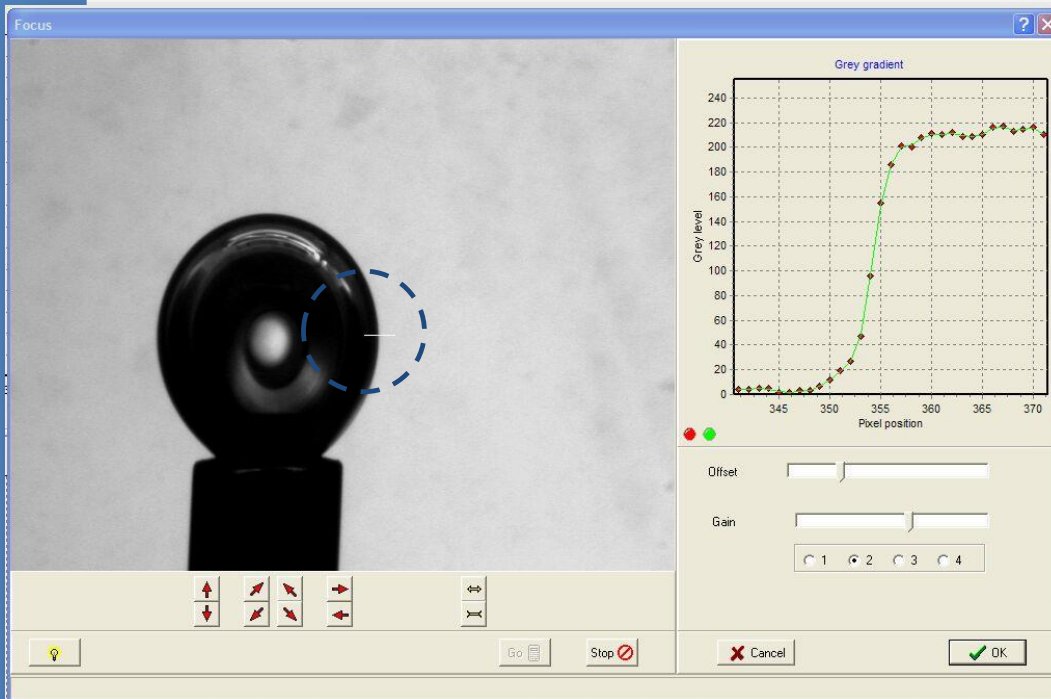 Focus
?
Grey gradient
Grey level
240
220
200
180
160
140
120
100
80
60
40
20
0
345 350 355 360 365 370
Pixel position
Offset
Gain
1 2 3 4
Go
Stop
Cancel
OK